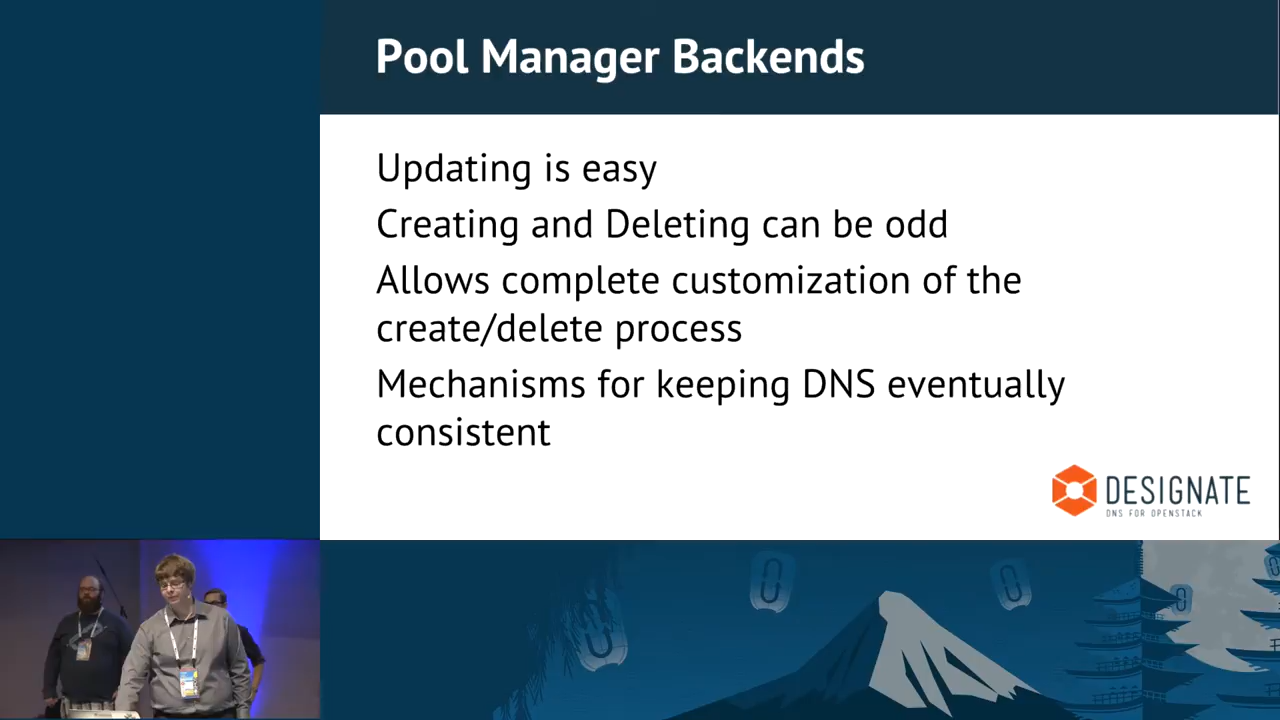 Pool Manager Backends
Updating is easy
Creating and Deleting can be odd
Allows complete customization of the
create/delete process
Mechanisms for keeping DNS eventually
consistent
DESIGNATE
DNS FOR OPENSTACK